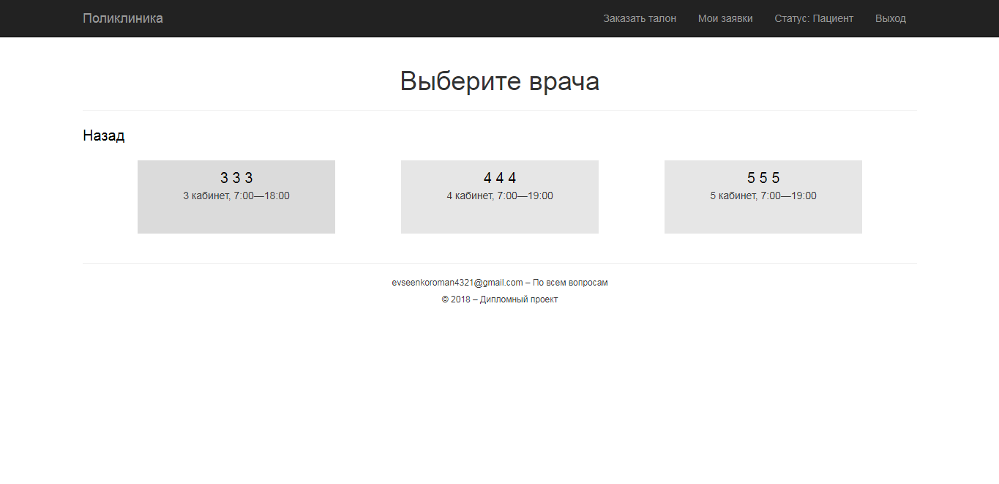 Поликлиника Заказать талон Мои заявки Статус: Пациент Выход
Выберите врача
Назад
3 3 3
3 кабинет, 7:00—18:00
4 4 4
4 кабинет, 7:00—19:00
5 5 5
5 кабинет, 7:00—19:00
evseenkoroman4321@gmail.com – По всем вопросам
© 2018 – Дипломный проект